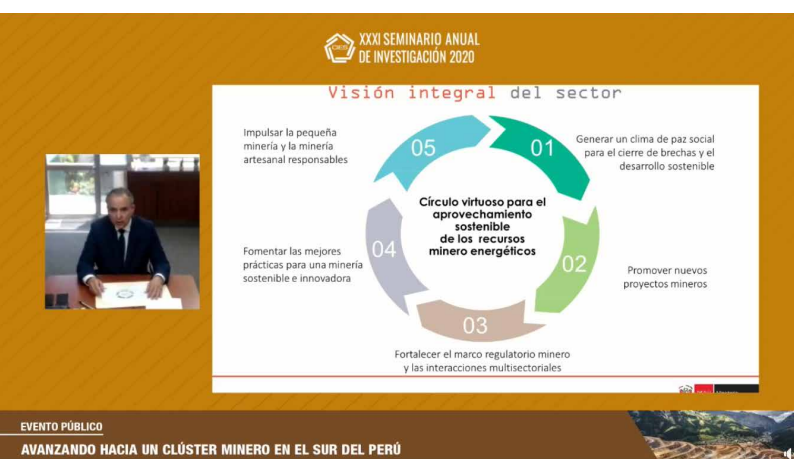 CIES
XXXI SEMINARIO ANUAL
DE INVESTIGACIÓN 2020
Visión integral del sector
Impulsar la pequeña
minería y la minería
artesanal responsables
05
01
Generar un clima de paz social
para el cierre de brechas y el
desarrollo sostenible
Círculo virtuoso para el
aprovechamiento
sostenible
de los recursos
minero energéticos
Fomentar las mejores
prácticas para una minería
sostenible e innovadora
04
02
Promover nuevos
proyectos mineros
03
Fortalecer el marco regulatorio minero
y las interacciones multisectoriales
EVENTO PÚBLICO
AVANZANDO HACIA UN CLÚSTER MINERO EN EL SUR DEL PERÚ